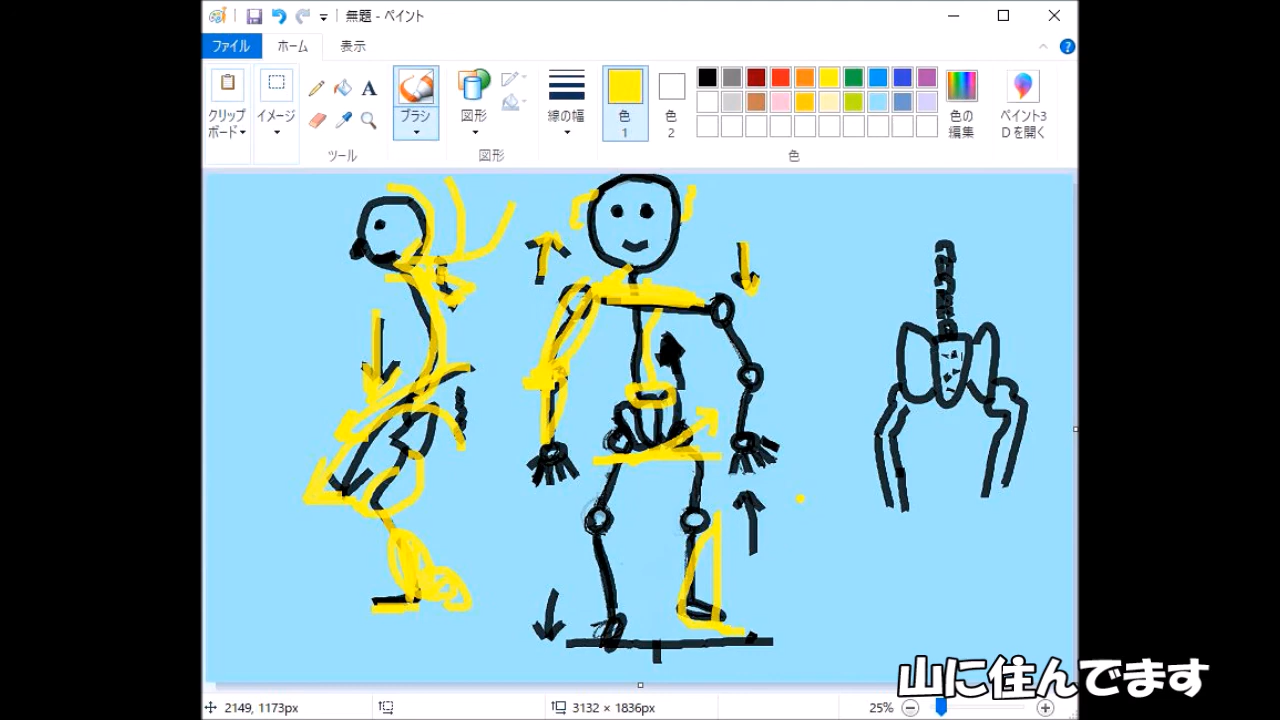 無題 - ペイント
ファイル ホーム 表示
クリップボード
イメージ
A
ツール
ブラシ
図形
図形
線の幅
色
1
色
2
色の
編集
ペイント3
Dを開く
色
山に住んでます
2149, 1173px
3132 × 1836px
25%